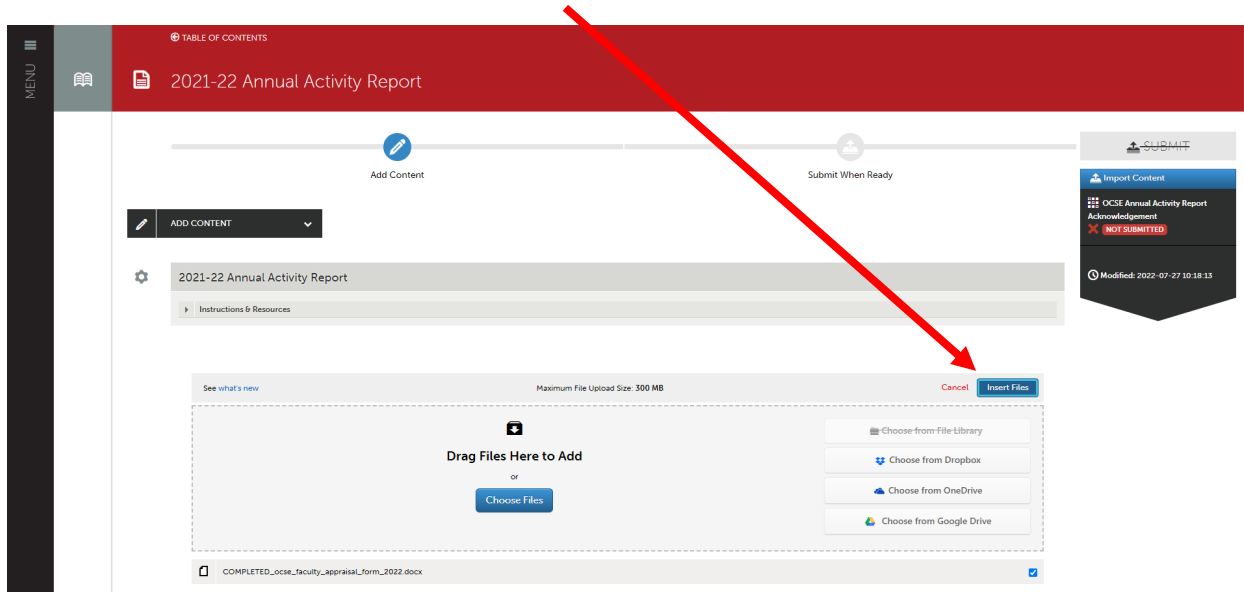 MENU
TABLE OF CONTENTS
2021-22 Annual Activity Report
Add Content
Submit When Ready
SUBMIT
Import Content
OCSE Annual Activity Report
Acknowledgement
NOT SUBMITTED
Modified: 2022-07-27 10:18:13
ADD CONTENT
2021-22 Annual Activity Report
Instructions & Resources
See what's new
Maximum File Upload Size: 300 MB
Cancel
Insert Files
Drag Files Here to Add
or
Choose Files
Choose from File Library
Choose from Dropbox
Choose from OneDrive
Choose from Google Drive
COMPLETED_ocse_faculty_appraisal_form_2022.docx